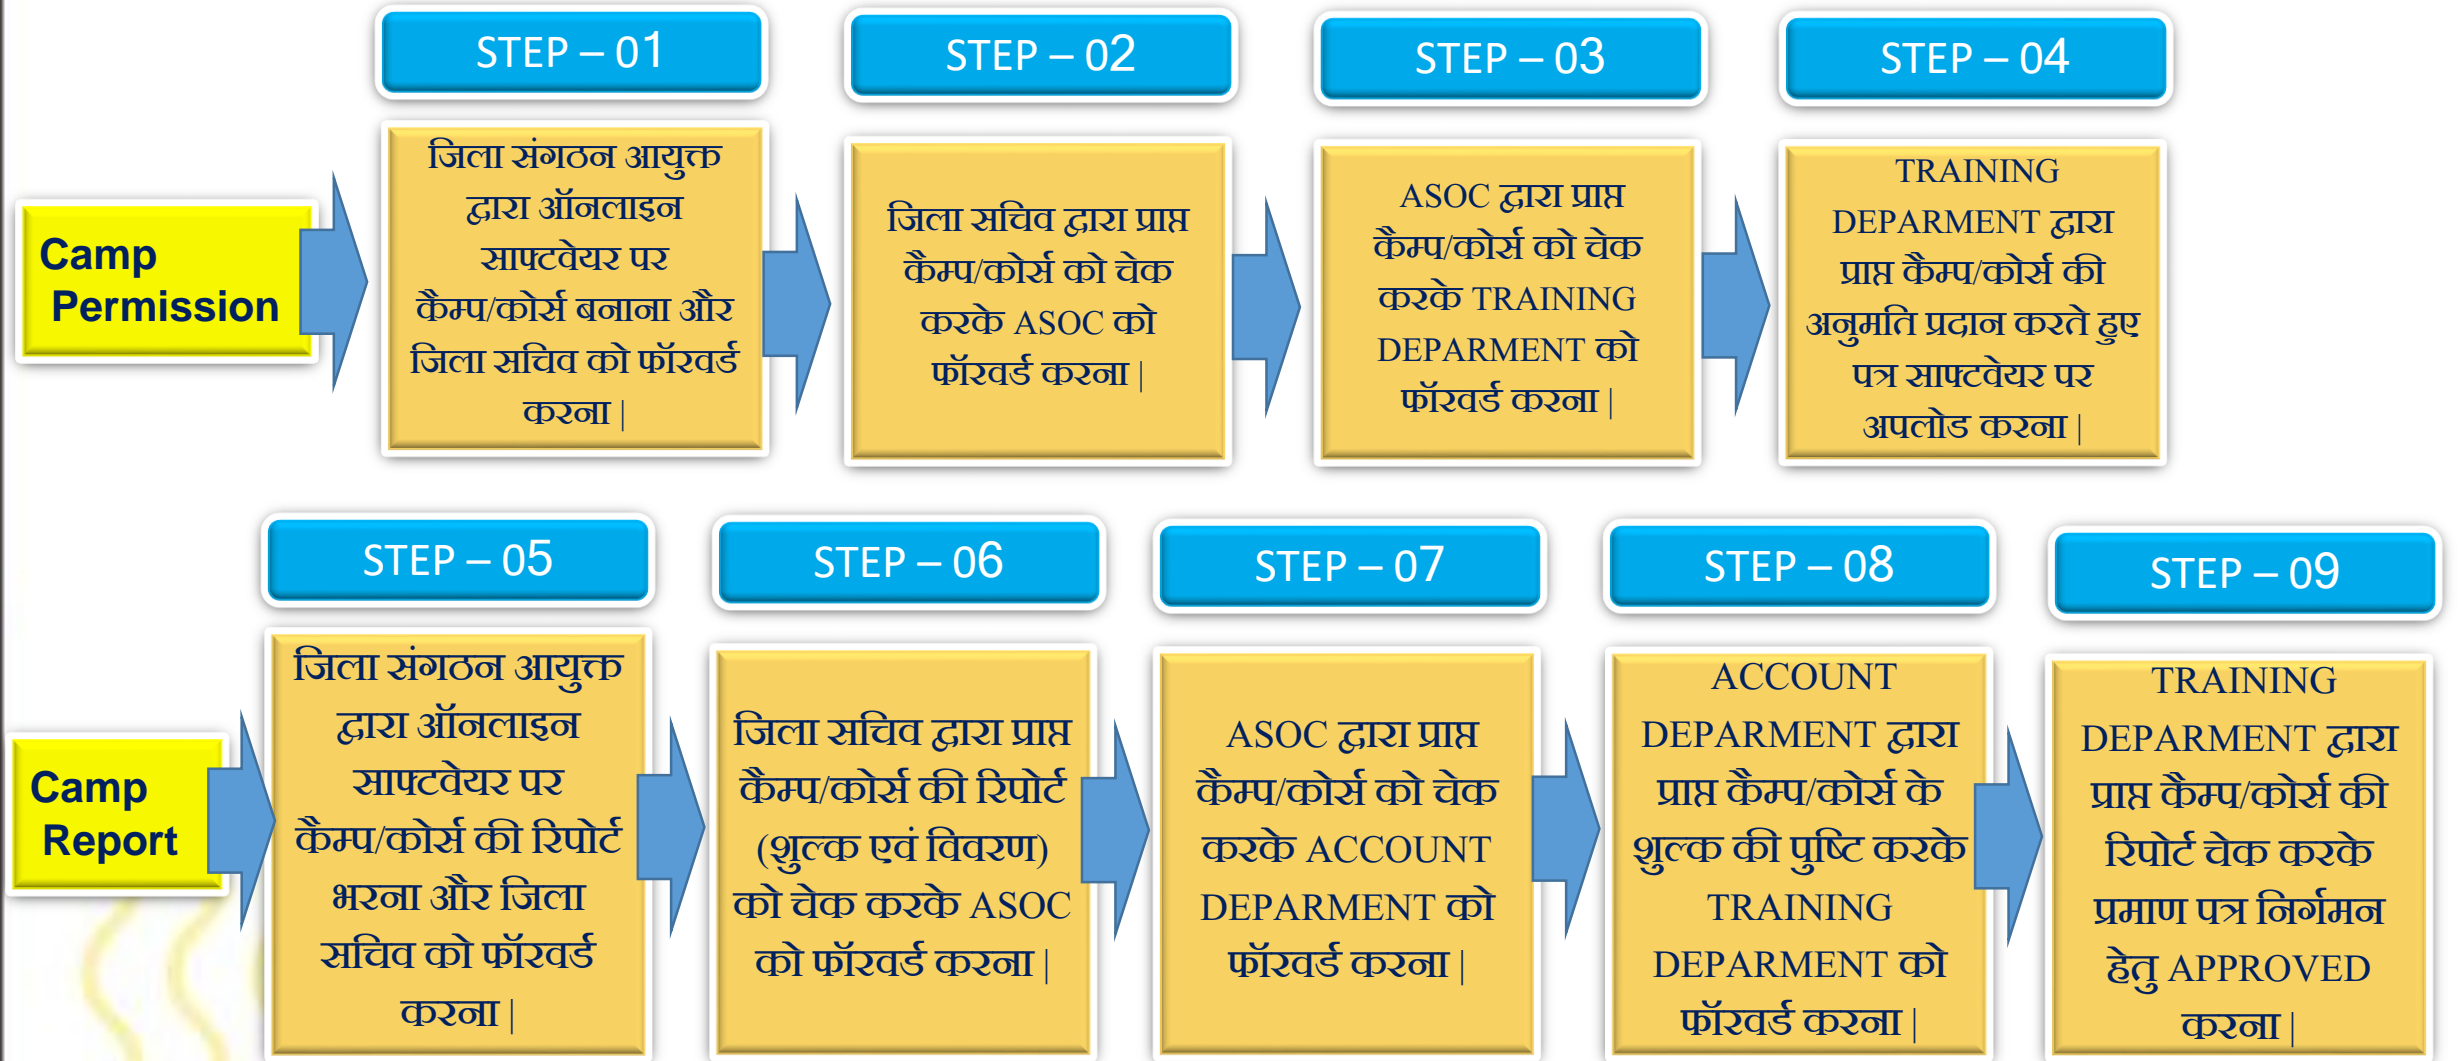 STEP – 01
STEP – 02
STEP – 03
STEP – 04
Camp
Permission
जिला संगठन आयुक्त
द्वारा ऑनलाइन
साफ्टवेयर पर
कैम्प/कोर्स बनाना और
जिला सचिव को फॉरवर्ड
करना |
जिला सचिव द्वारा प्राप्त
कैम्प/कोर्स को चेक
करके ASOC को
फॉरवर्ड करना |
ASOC द्वारा प्राप्त
कैम्प/कोर्स को चेक
करके TRAINING
DEPARMENT को
फॉरवर्ड करना |
TRAINING
DEPARMENT द्वारा
प्राप्त कैम्प/कोर्स की
अनुमति प्रदान करते हुए
पत्र साफ्टवेयर पर
अपलोड करना |
STEP – 05
STEP – 06
STEP – 07
STEP – 08
STEP – 09
Camp
Report
जिला संगठन आयुक्त
द्वारा ऑनलाइन
साफ्टवेयर पर
कैम्प/कोर्स की रिपोर्ट
भरना और जिला
सचिव को फॉरवर्ड
करना |
जिला सचिव द्वारा प्राप्त
कैम्प/कोर्स की रिपोर्ट
(शुल्क एवं विवरण)
को चेक करके ASOC
को फॉरवर्ड करना |
ASOC द्वारा प्राप्त
कैम्प/कोर्स को चेक
करके ACCOUNT
DEPARMENT को
फॉरवर्ड करना |
ACCOUNT
DEPARMENT द्वारा
प्राप्त कैम्प/कोर्स के
शुल्क की पुष्टि करके
TRAINING
DEPARMENT को
फॉरवर्ड करना |
TRAINING
DEPARMENT द्वारा
प्राप्त कैम्प/कोर्स की
रिपोर्ट चेक करके
प्रमाण पत्र निर्गमन
हेतु APPROVED
करना |